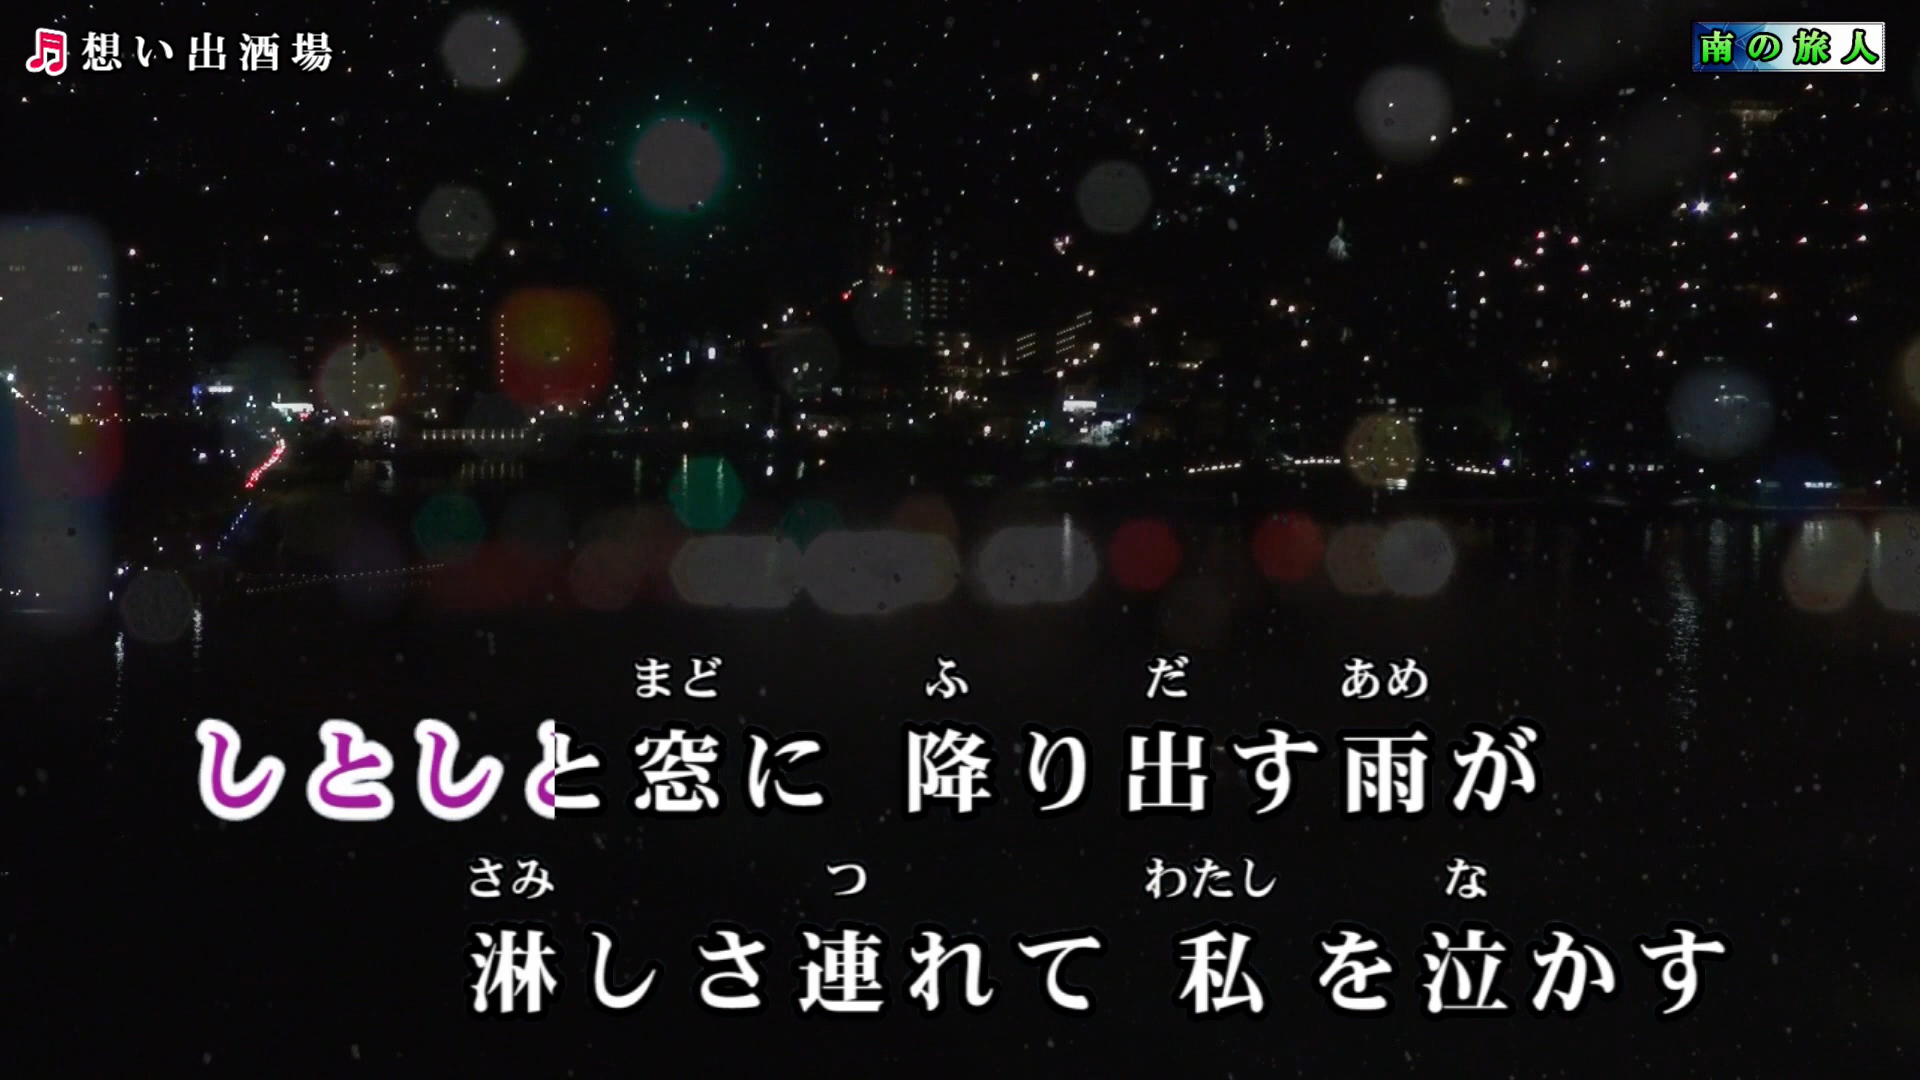 想い出酒場
南の旅人
まど ふ だ あめ
しとしと窓に 降り出す雨が
さみ つ わたし な
淋しさ連れて 私を泣かす